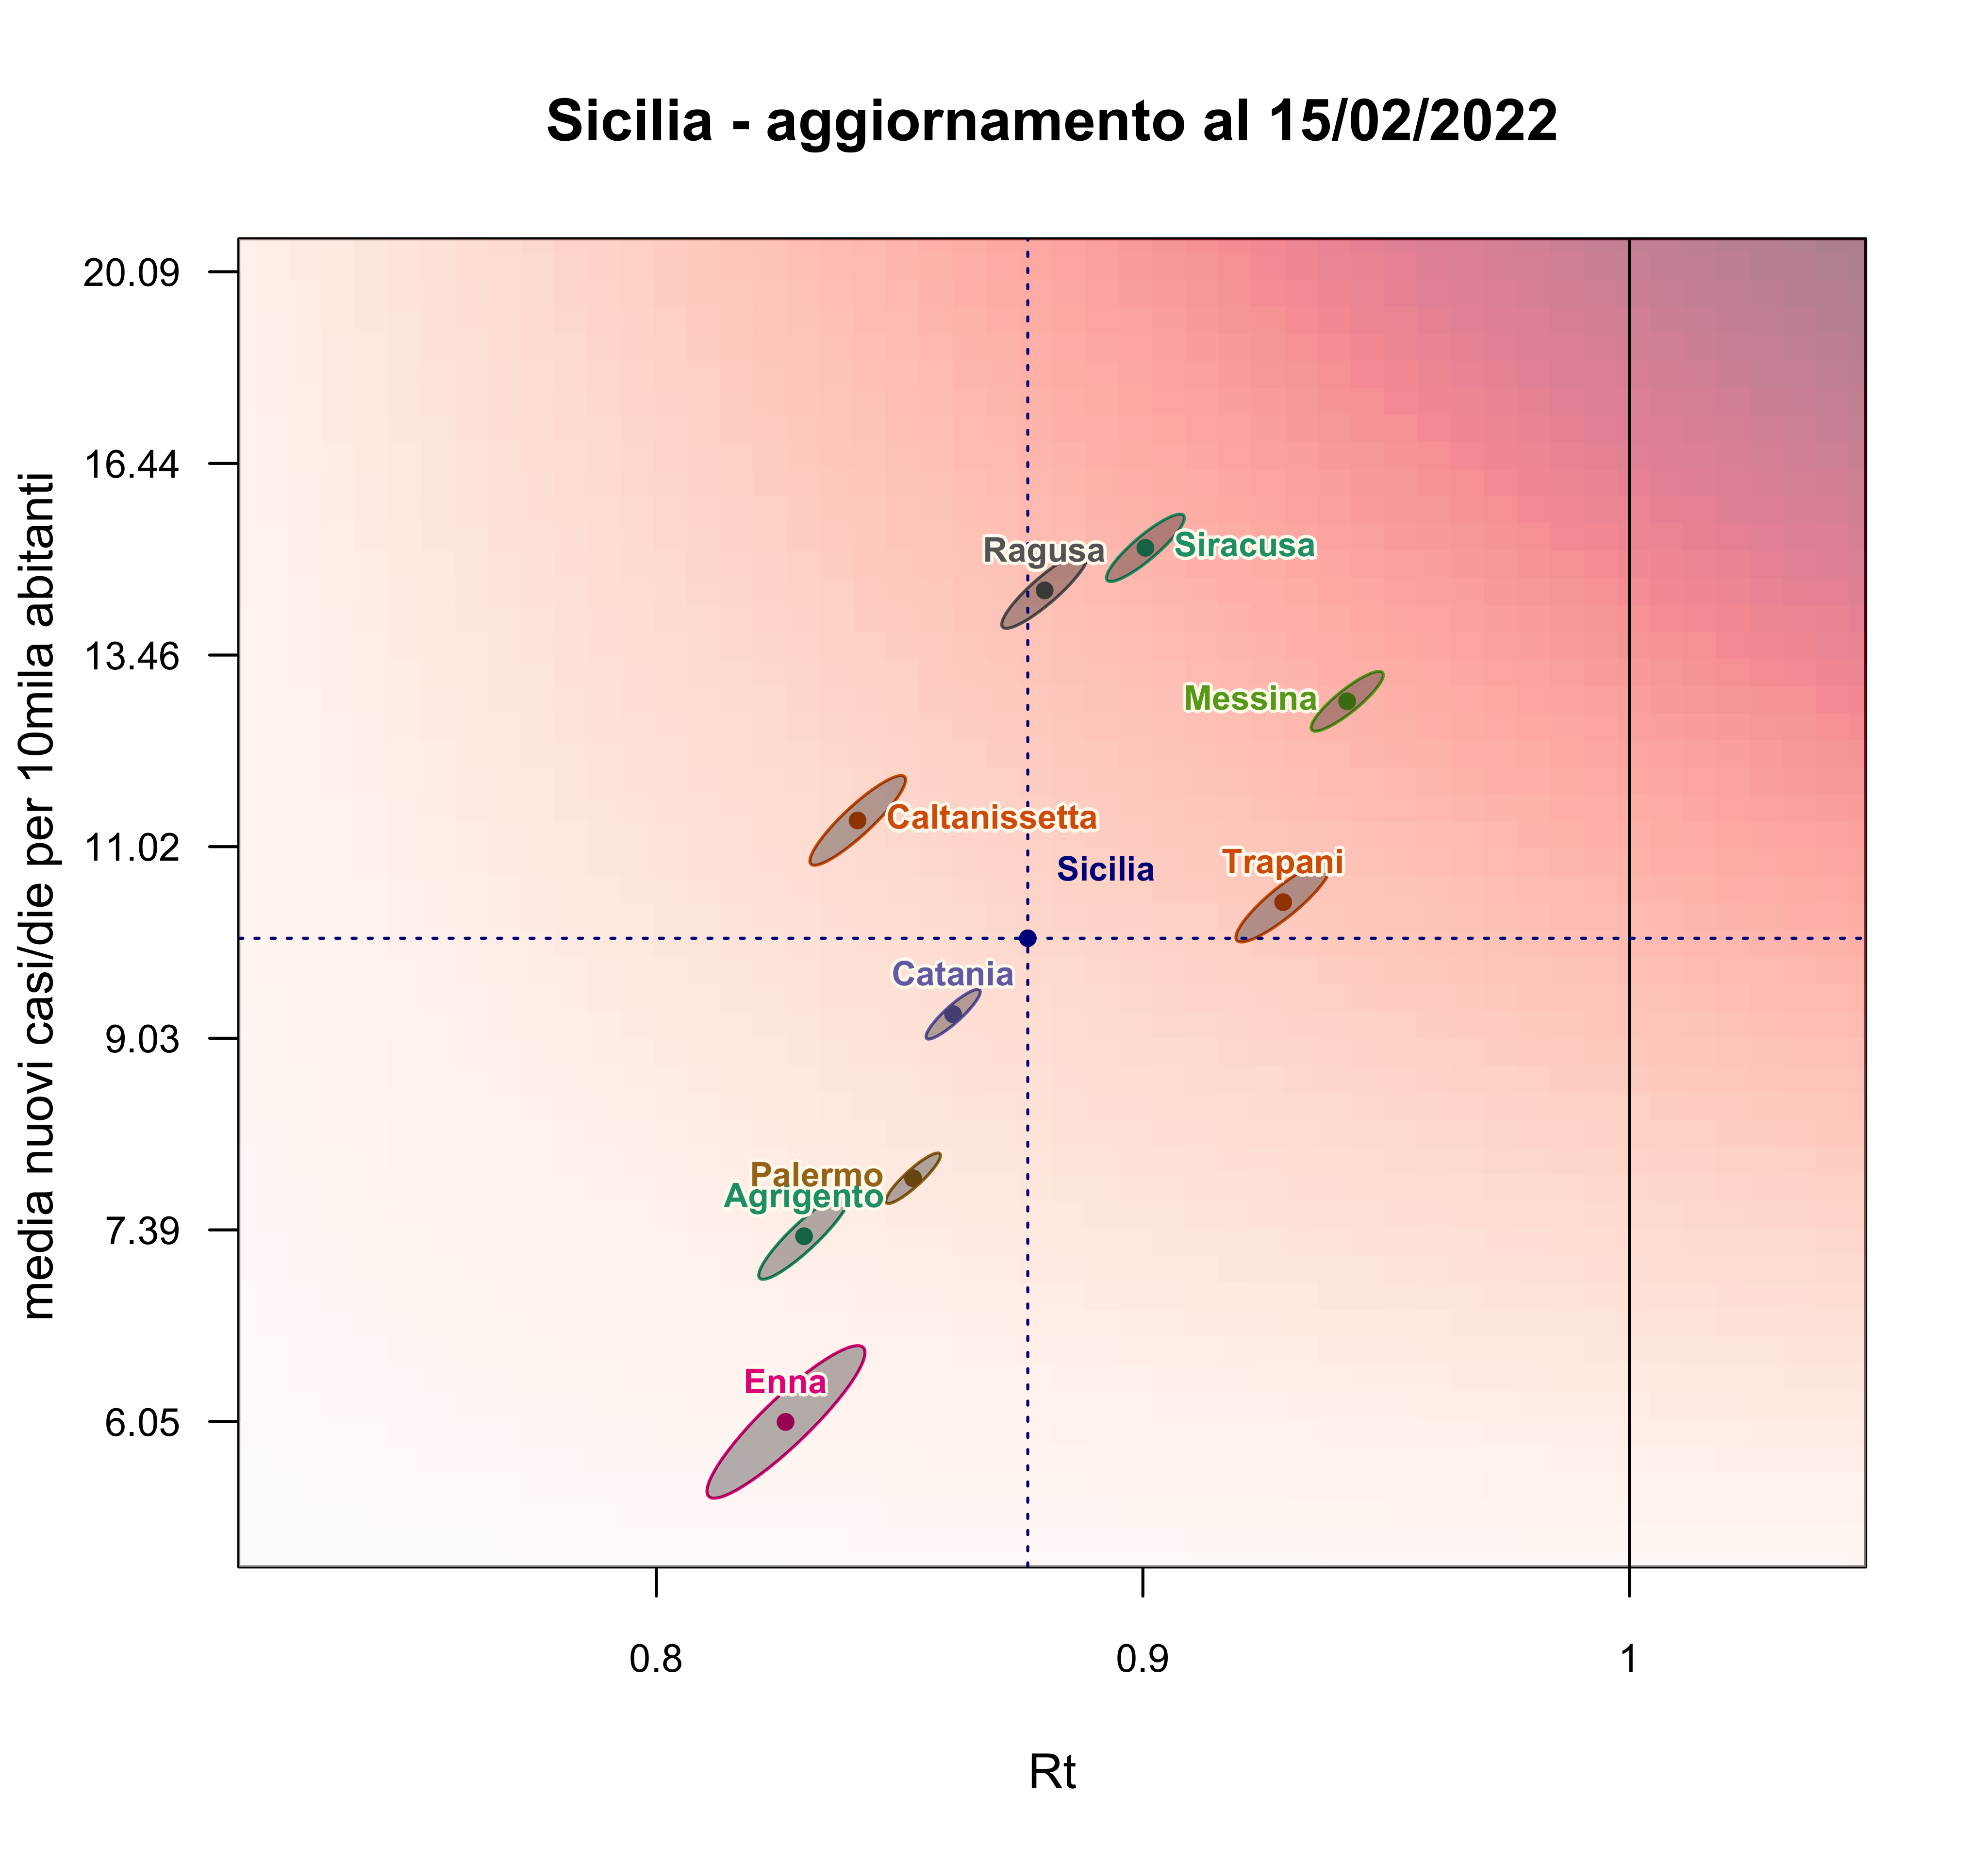 Sicilia - aggiornamento al 15/02/2022
media nuovi casi/die per 10mila abitanti
20.09
16.44
13.46
11.02
9.03
7.39
6.05
Ragusa
Siracusa
Messina
Caltanissetta
Sicilia
Trapani
Catania
Palermo
Agrigento
Enna
0.8
0.9
1
Rt